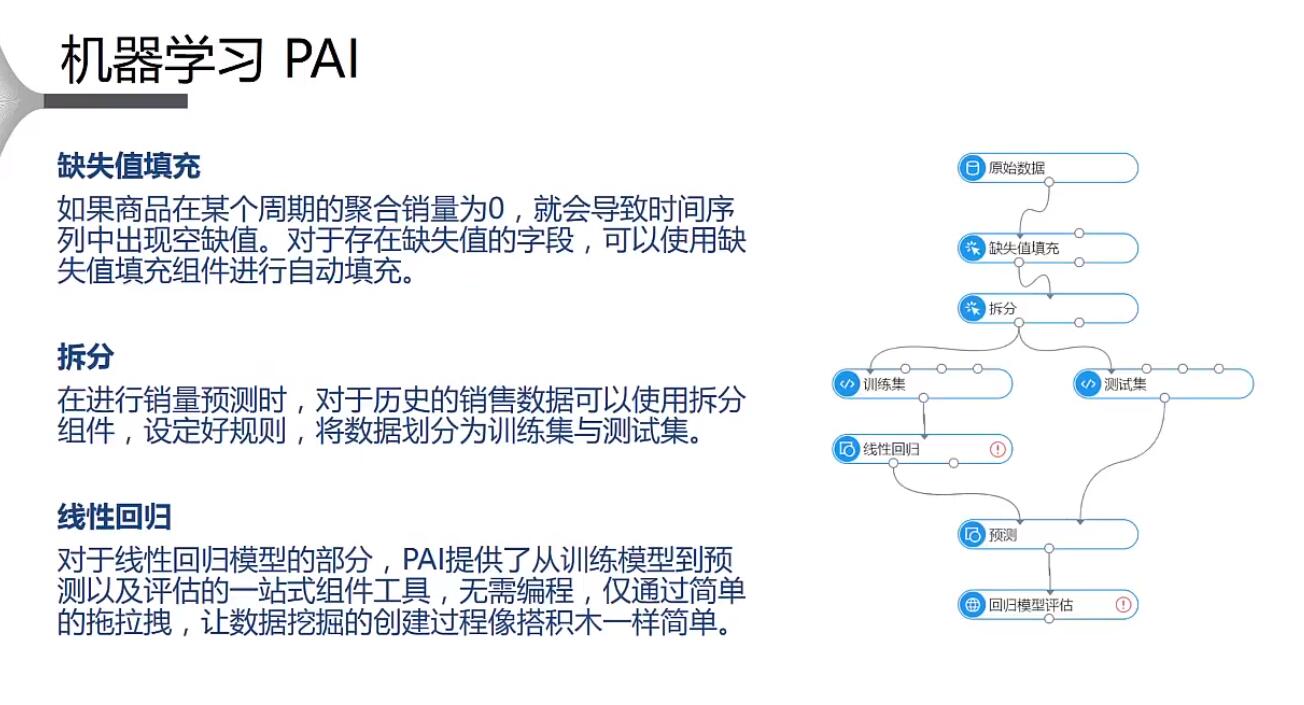 机器学习 PAI
缺失值填充
如果商品在某个周期的聚合销量为0，就会导致时间序
列中出现空缺值。对于存在缺失值的字段，可以使用缺
失值填充组件进行自动填充。
拆分
在进行销量预测时，对于历史的销售数据可以使用拆分
组件，设定好规则，将数据划分为训练集与测试集。
线性回归
对于线性回归模型的部分，PAI提供了从训练模型到预
测以及评估的一站式组件工具，无需编程，仅通过简单
的拖拉拽，让数据挖掘的创建过程像搭积木一样简单。
原始数据
缺失值填充
拆分
训练集
测试集
线性回归
预测
回归模型评估